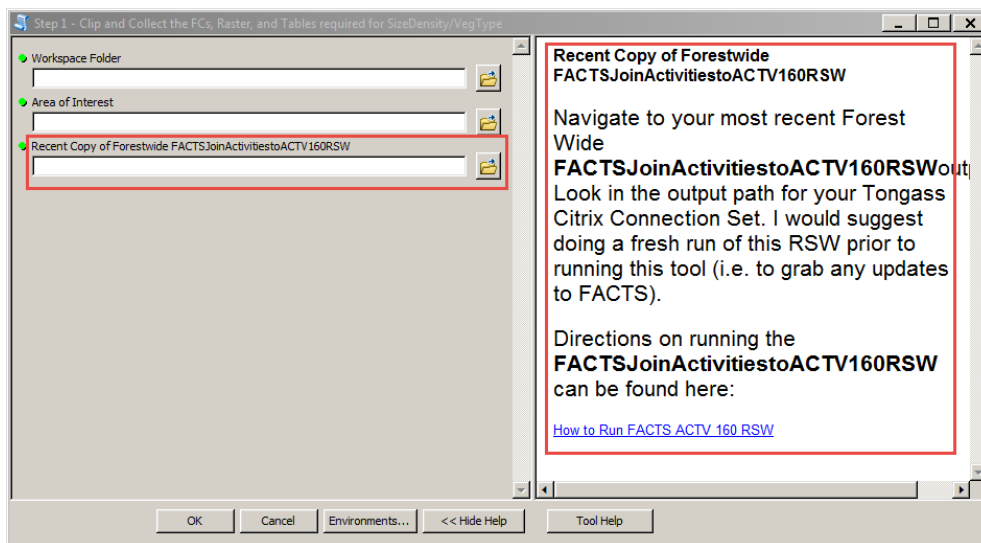 Step 1 - Clip and Collect the FCs, Raster, and Tables required for SizeDensity/VegType
Workspace Folder
Area of Interest
Recent Copy of Forestwide FACTSJoinActivitiestoACTV160RSW
Recent Copy of Forestwide
FACTSJoinActivitiestoACTV160RSW
Navigate to your most recent Forest
Wide
FACTSJoinActivitiestoACTV160RSW
Look in the output path for your Tongass
Citrix Connection Set. I would suggest
doing a fresh run of this RSW prior to
running this tool (i.e. to grab any updates
to FACTS).
Directions on running the
FACTSJoinActivitiestoACTV160RSW
can be found here:
How to Run FACTS ACTV 160 RSW
OK
Cancel
Environments...
<< Hide Help
Tool Help